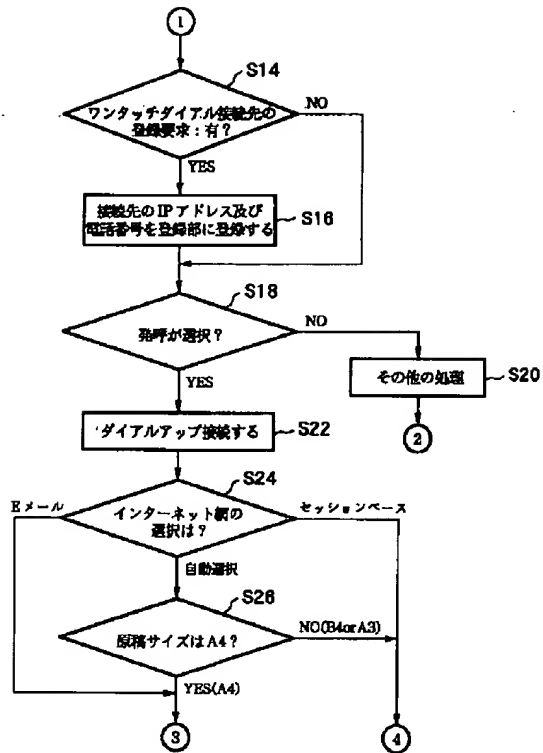 1
S14
ワンタッチダイアル接続先の
登録要求：有？
NO
YES
接続先のIPアドレス及び
電話番号を登録部に登録する
S16
S18
発呼が選択？
NO
YES
その他の処理
S20
2
ダイアルアップ接続する
S22
S24
Eメール
インターネット網の
選択は？
セッションベース
自動選択
S26
原稿サイズはA4？
NO(B4orA3)
YES(A4)
3
4